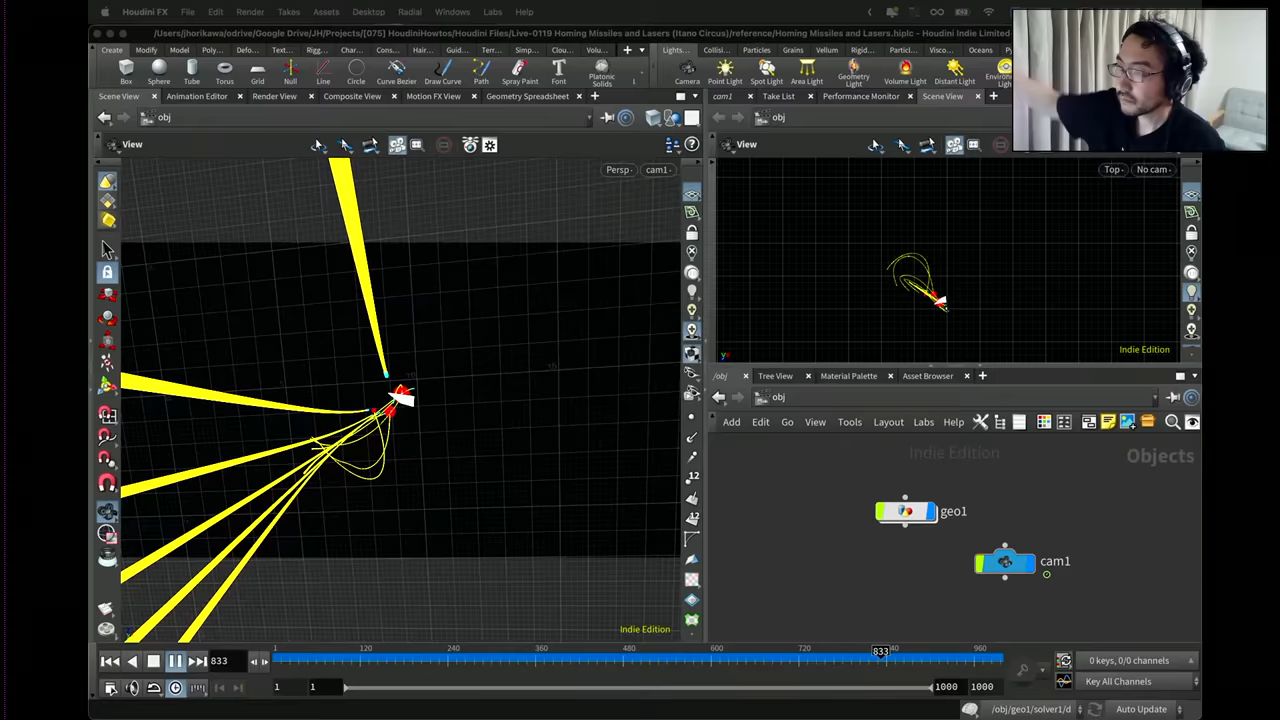 Houdini FX File Edit Render Takes Assets Desktop Radial Windows Labs Help
/Users/jhorikawa/odrive/Google Drive/JH/Projects/[075] HoudiniHowtos/Houdini Files/Live-0119 Homing Missiles and Lasers (Itano Circus)/reference/Homing Missiles and Lasers.hiplc - Houdini Indie Limited
Create Modify Model Polyg... Defo... Text... Rigg... Char... Cons... Hair... Guid... Terr... Sim... Clou... Volu...
Lights... Collisi... Particles Grains Vellum Rigid... Particl... Visco... Oceans
Box Sphere Tube Torus Grid Null Line Circle Curve Bezier Draw Curve Path Spray Paint Font Platonic Solids
Camera Point Light Spot Light Area Light Geometry Light Volume Light Distant Light
Scene View Animation Editor Render View Composite View Motion FX View Geometry Spreadsheet
cam1 Take List Performance Monitor Scene View
obj
obj
View
View
Persp cam1
Top No cam
Indie Edition
/obj Tree View Material Palette Asset Browser
obj
Add Edit Go View Tools Layout Labs Help
Indie Edition
Objects
geo1
cam1
12
12
Indie Edition
833
1 120 240 360 480 600 720 833 960
0 keys, 0/0 channels
1 1 1000 1000
Key All Channels
/obj/geo1/solver1/d Auto Update